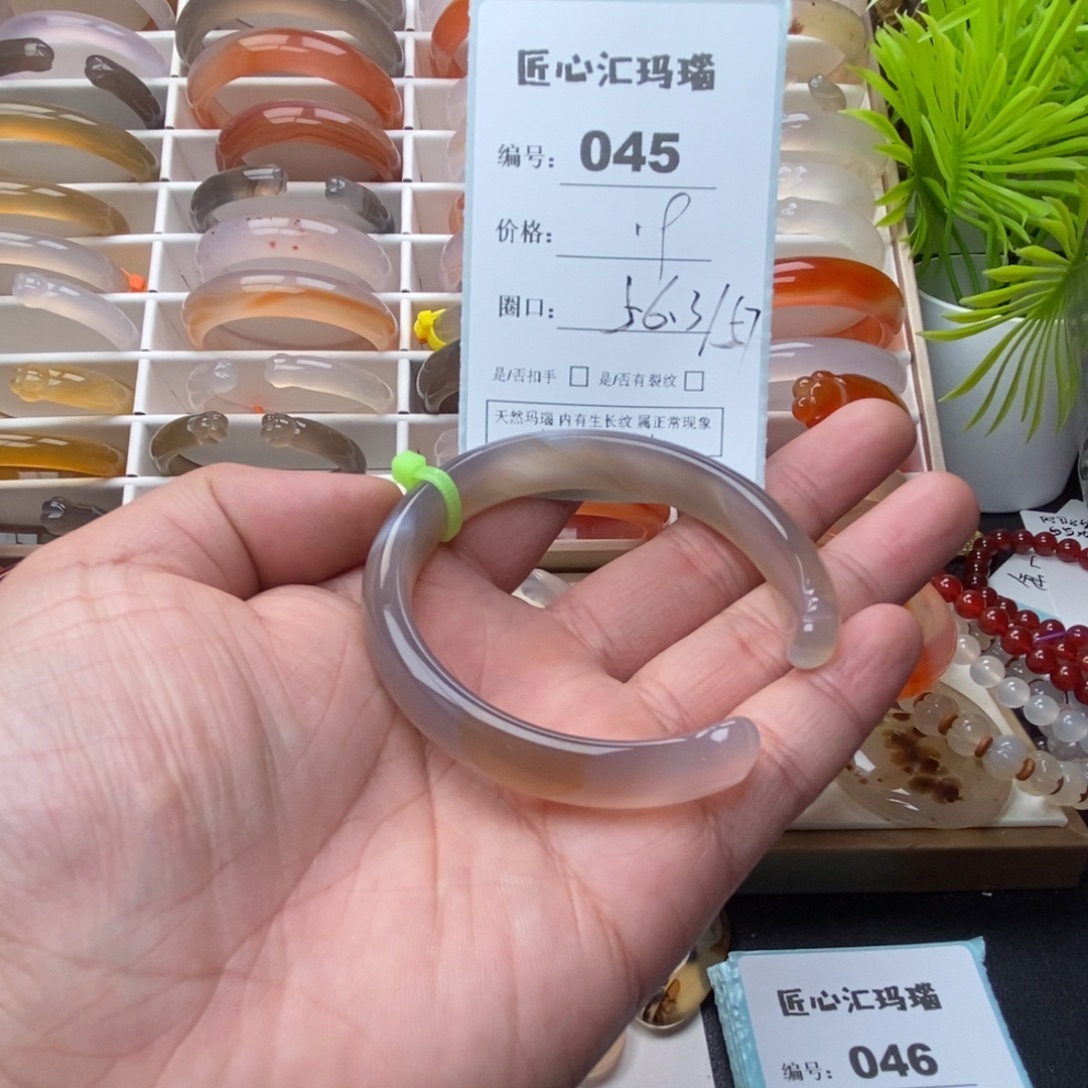 匠心汇玛瑙
编号: 045
价格:
圈口: 56.3/57
是/否扣手 □ 是/否有裂纹 □
天然玛瑙 内有生长纹 属正常现象
匠心汇玛瑙
编号: 046